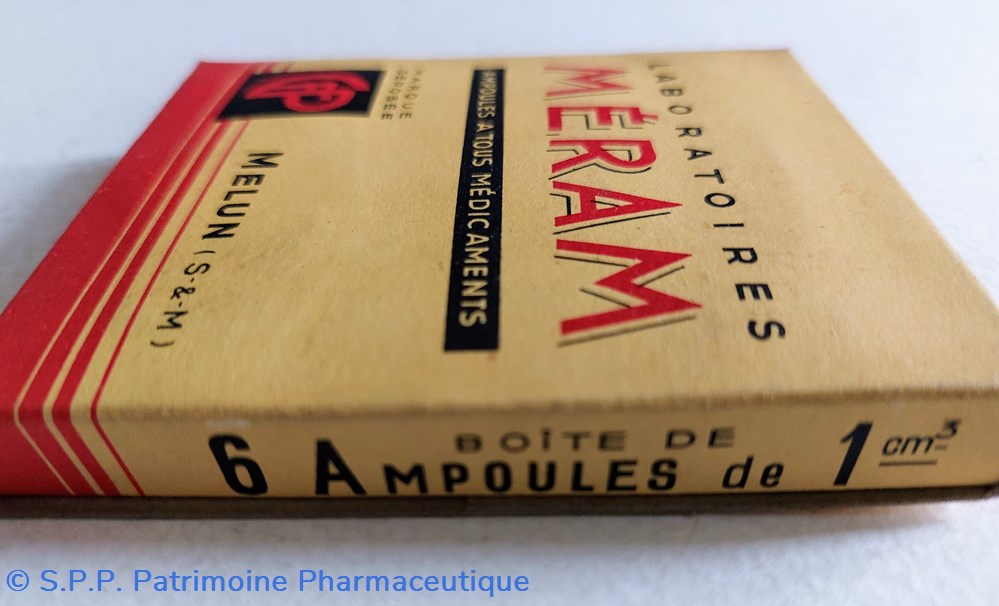 LABORATOIRES
MÉRAM
AMPOULES A TOUS MÉDICAMENTS
MARQUE
DÉPOSÉE
MELUN (S-&-M)
BOÎTE DE
6 AMPOULES de 1 cm3
© S.P.P. Patrimoine Pharmaceutique